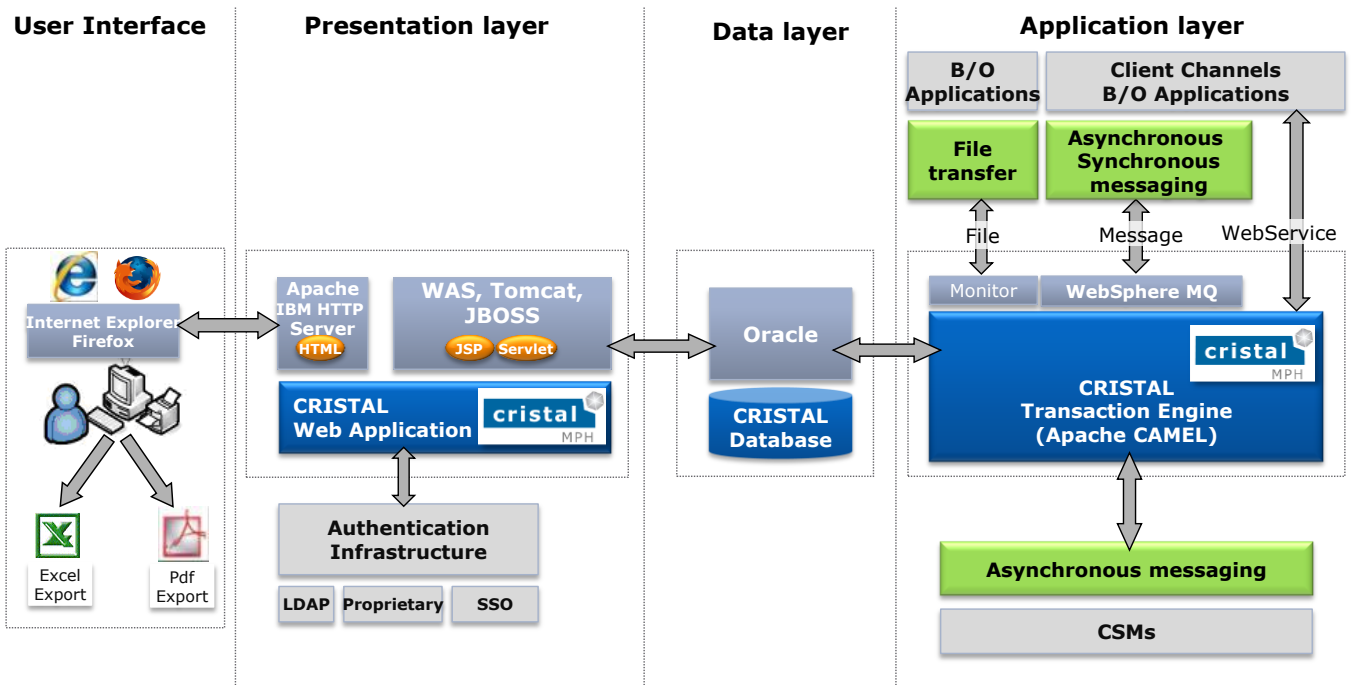 User Interface
Presentation layer
Data layer
Application layer
B/O
Applications
Client Channels
B/O Applications
File
transfer
Asynchronous
Synchronous
messaging
File
Message
WebService
Internet Explorer
Firefox
Apache
IBM HTTP
Server
HTML
WAS, Tomcat,
JBOSS
JSP
Servlet
Oracle
Monitor
WebSphere MQ
CRISTAL
Web Application
cristal
MPH
CRISTAL
Database
cristal
MPH
CRISTAL
Transaction Engine
(Apache CAMEL)
Authentication
Infrastructure
LDAP
Proprietary
SSO
Excel
Export
Pdf
Export
Asynchronous messaging
CSMs